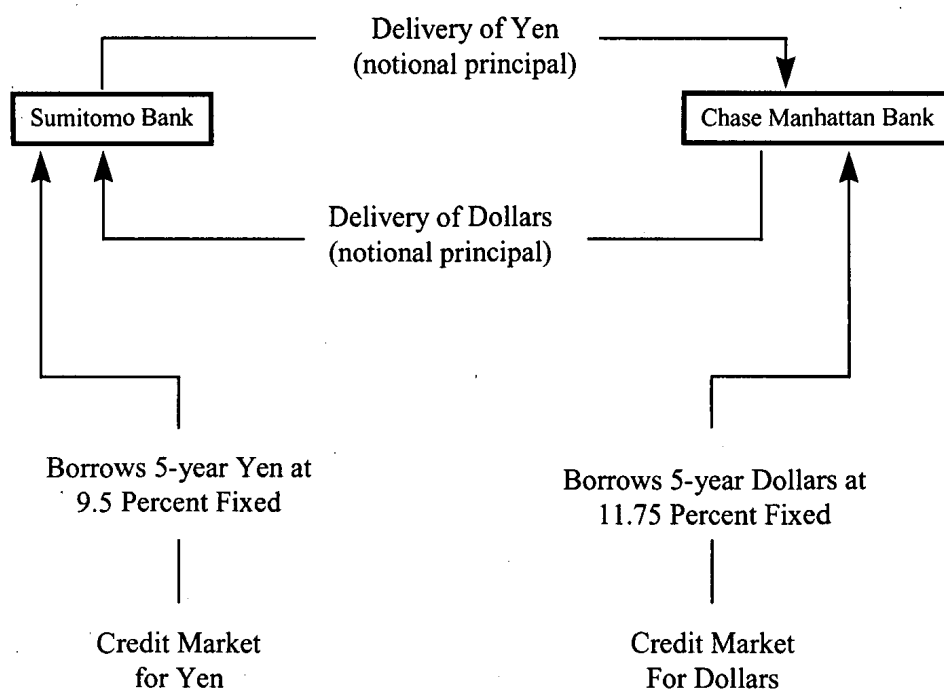 Delivery of Yen
(notional principal)
Sumitomo Bank
Chase Manhattan Bank
Delivery of Dollars
(notional principal)
Borrows 5-year Yen at
9.5 Percent Fixed
Borrows 5-year Dollars at
11.75 Percent Fixed
Credit Market
for Yen
Credit Market
For Dollars